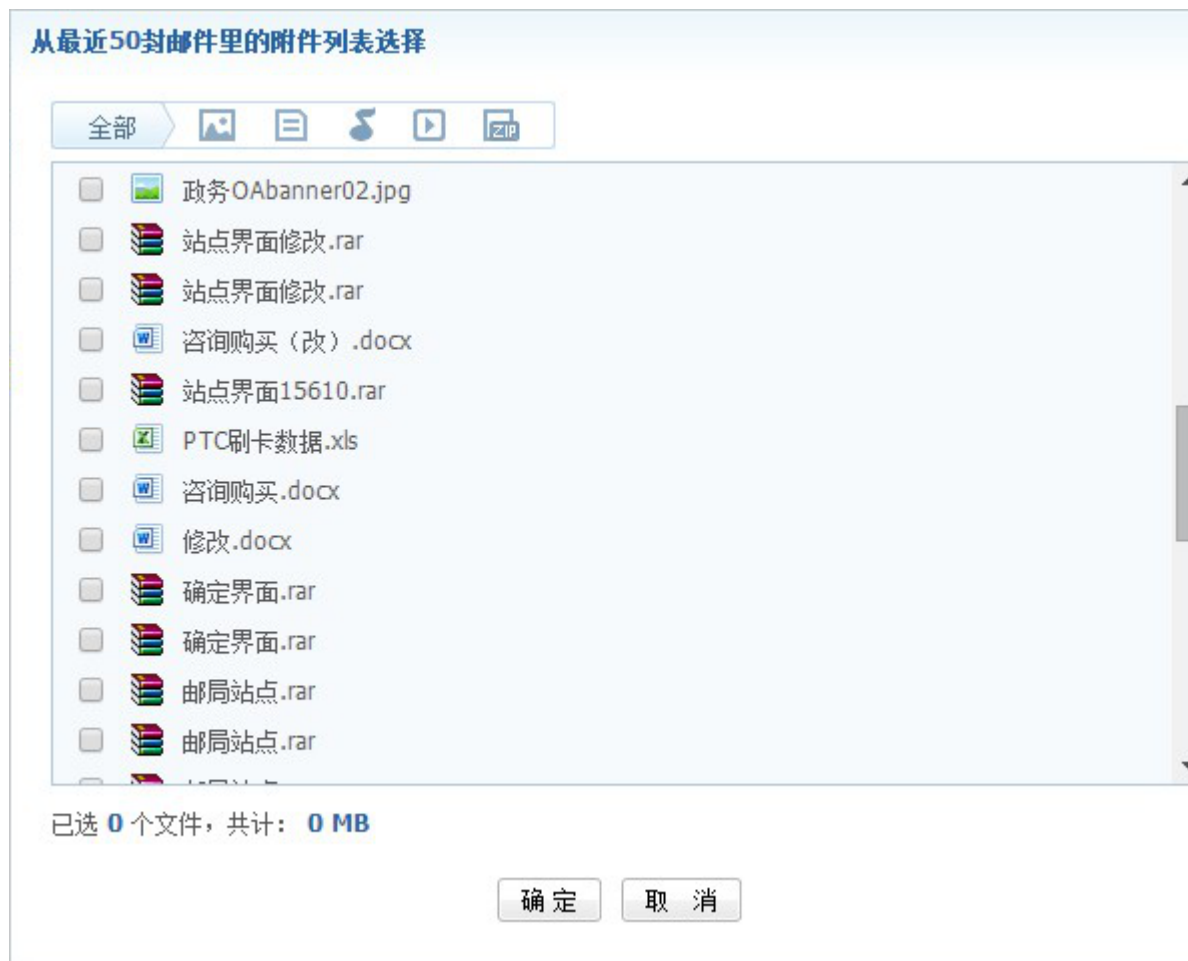 从最近50封邮件里的附件列表选择
全部 ZIP
政务OAbanner02.jpg
站点界面修改.rar
站点界面修改.rar
咨询购买（改）.docx
站点界面15610.rar
PTC刷卡数据.xls
咨询购买.docx
修改.docx
确定界面.rar
确定界面.rar
邮局站点.rar
邮局站点.rar
已选 0 个文件，共计： 0 MB
确定 取 消